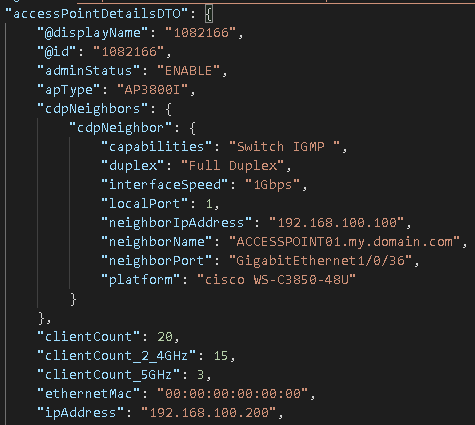 "accessPointDetailsDTO": {
"@displayName": "1082166",
"@id": "1082166",
"adminStatus": "ENABLE",
"apType": "AP3800I",
"cdpNeighbors": {
"cdpNeighbor": {
"capabilities": "Switch IGMP ",
"duplex": "Full Duplex",
"interfaceSpeed": "1Gbps",
"localPort": 1,
"neighborIpAddress": "192.168.100.100",
"neighborName": "ACCESSPOINT01.my.domain.com",
"neighborPort": "GigabitEthernet1/0/36",
"platform": "cisco WS-C3850-48U"
}
},
"clientCount": 20,
"clientCount_2_4GHz": 15,
"clientCount_5GHz": 3,
"ethernetMac": "00:00:00:00:00:00",
"ipAddress": "192.168.100.200",